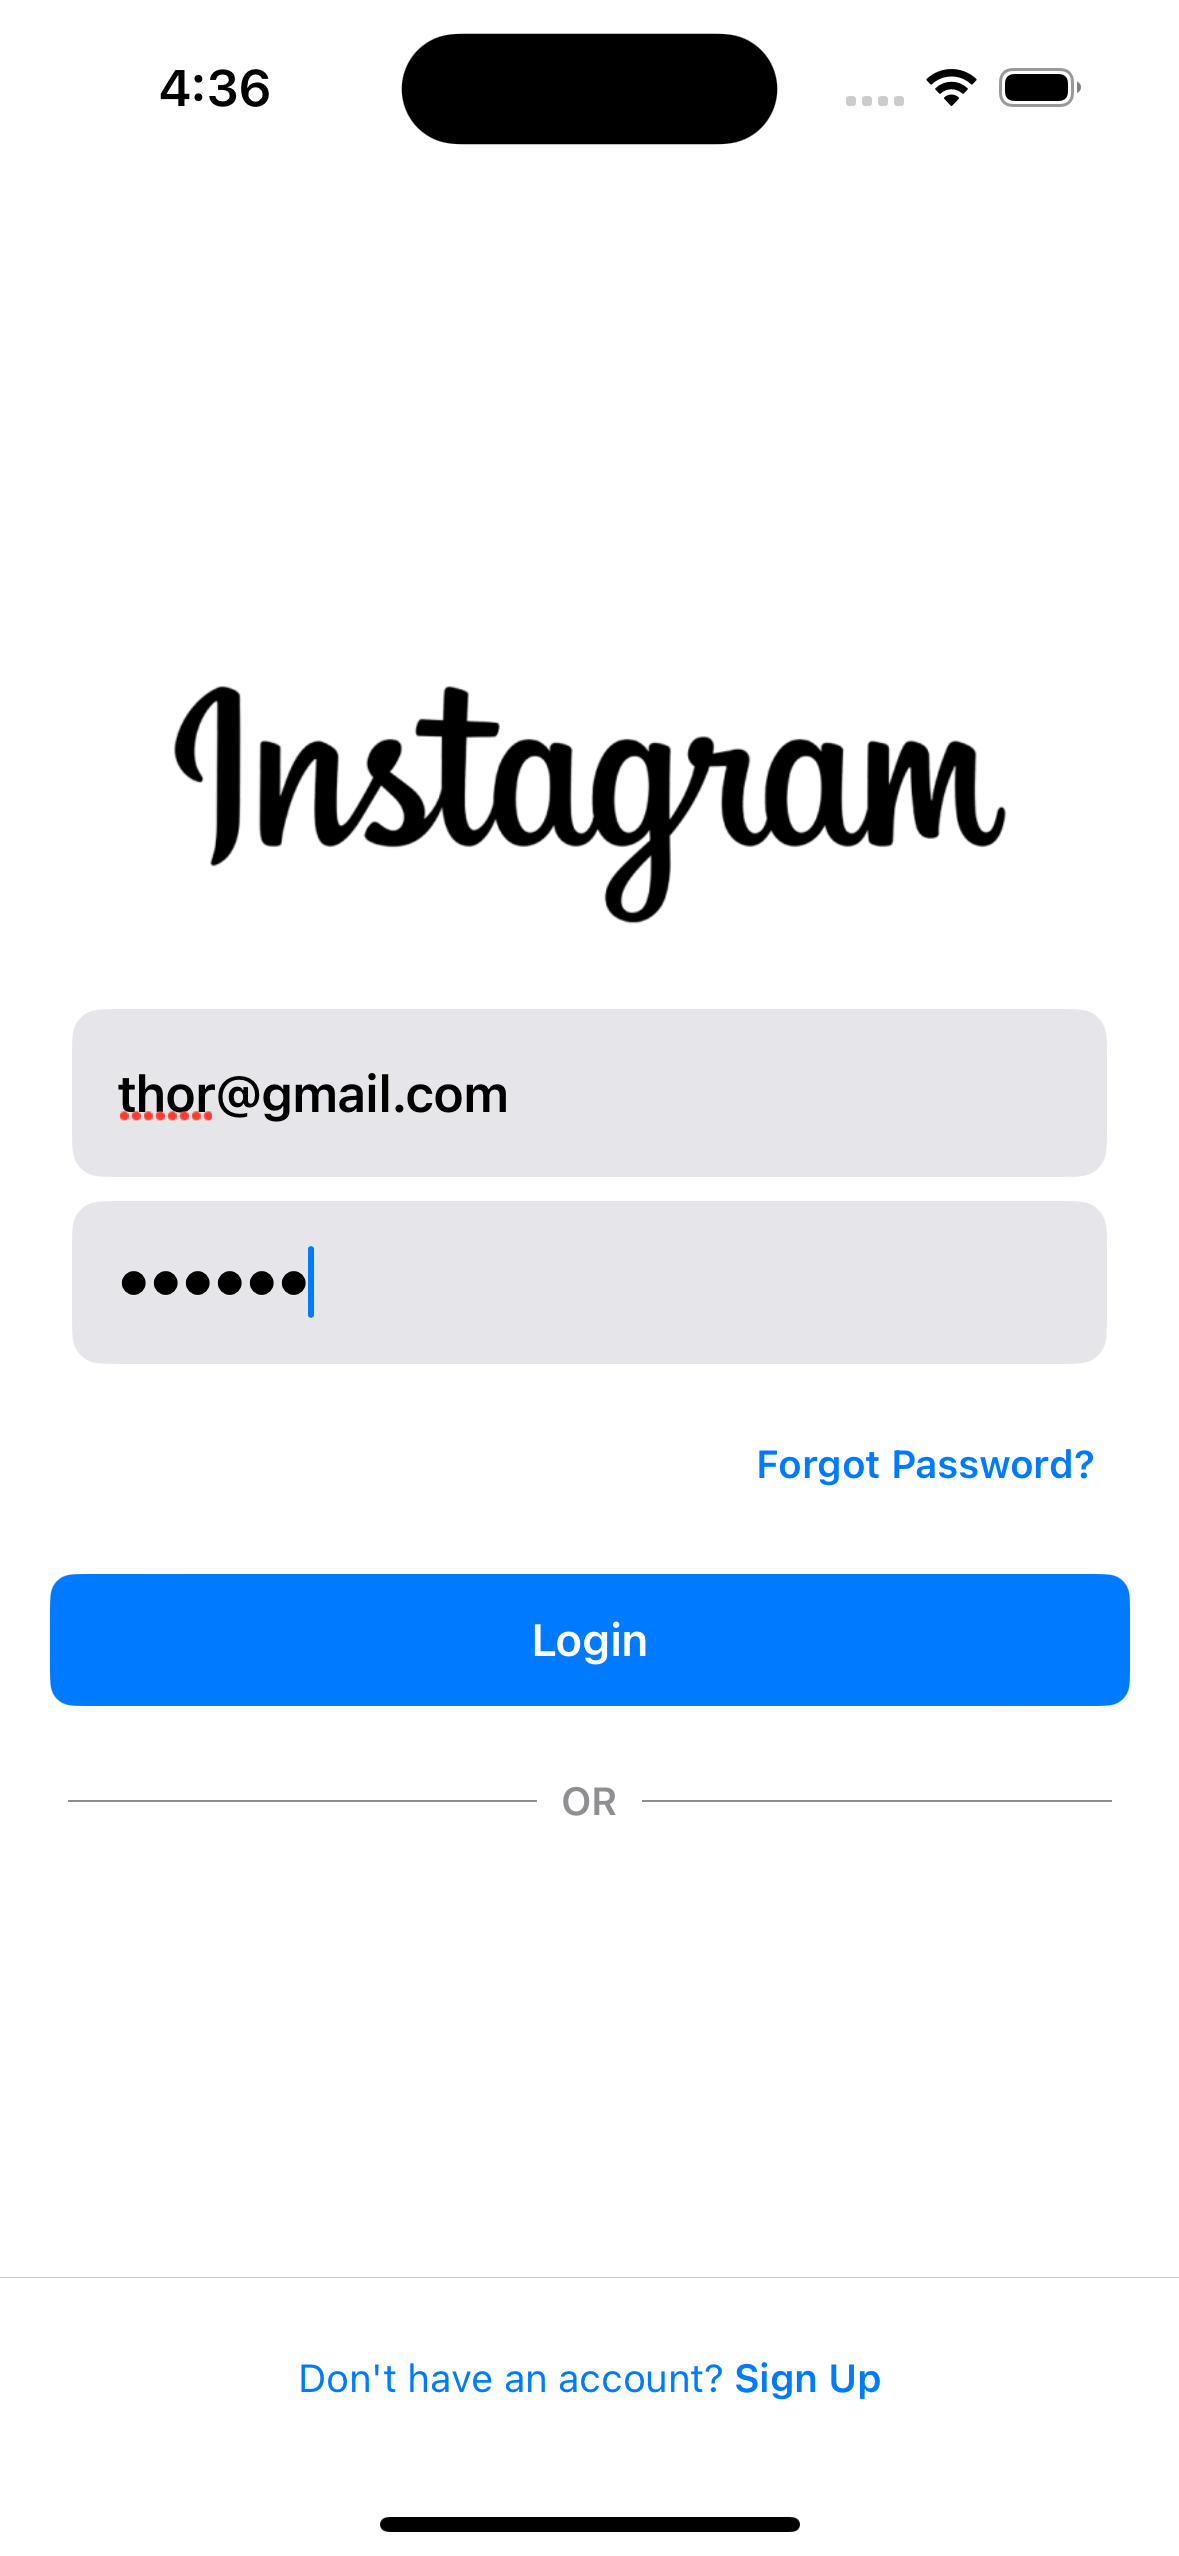 4:36
Instagram
thor@gmail.com
••••••
Forgot Password?
Login
OR
Don't have an account? Sign Up